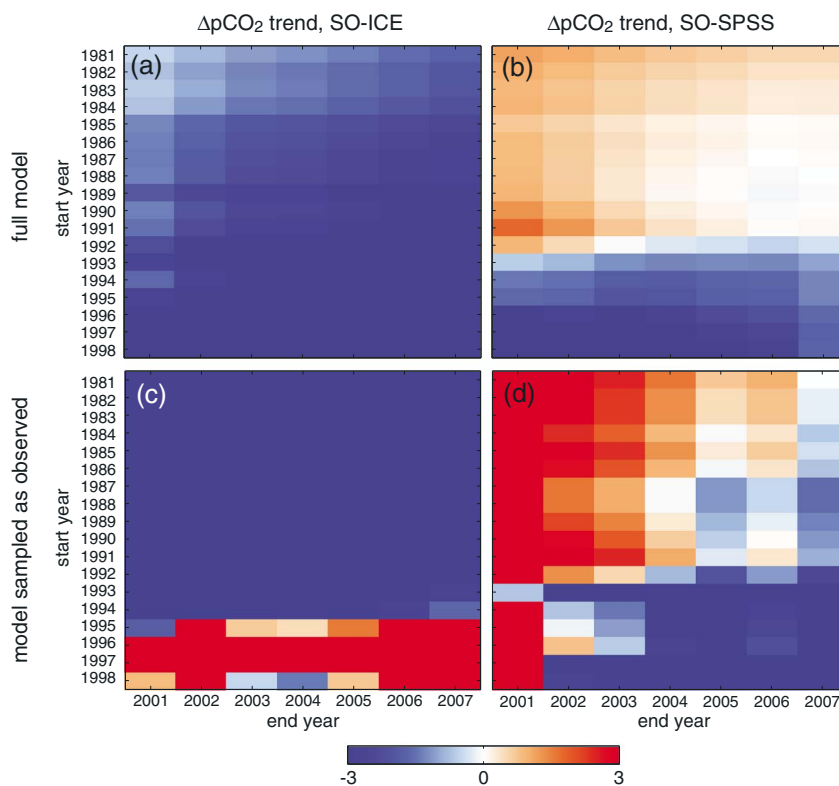 ΔpCO₂ trend, SO-ICE
ΔpCO₂ trend, SO-SPSS
full model
start year
1981
1982
1983
1984
1985
1986
1987
1988
1989
1990
1991
1992
1993
1994
1995
1996
1997
1998
(a)
(b)
model sampled as observed
start year
1981
1982
1983
1984
1985
1986
1987
1988
1989
1990
1991
1992
1993
1994
1995
1996
1997
1998
(c)
(d)
2001 2002 2003 2004 2005 2006 2007
2001 2002 2003 2004 2005 2006 2007
end year
end year
-3 0 3